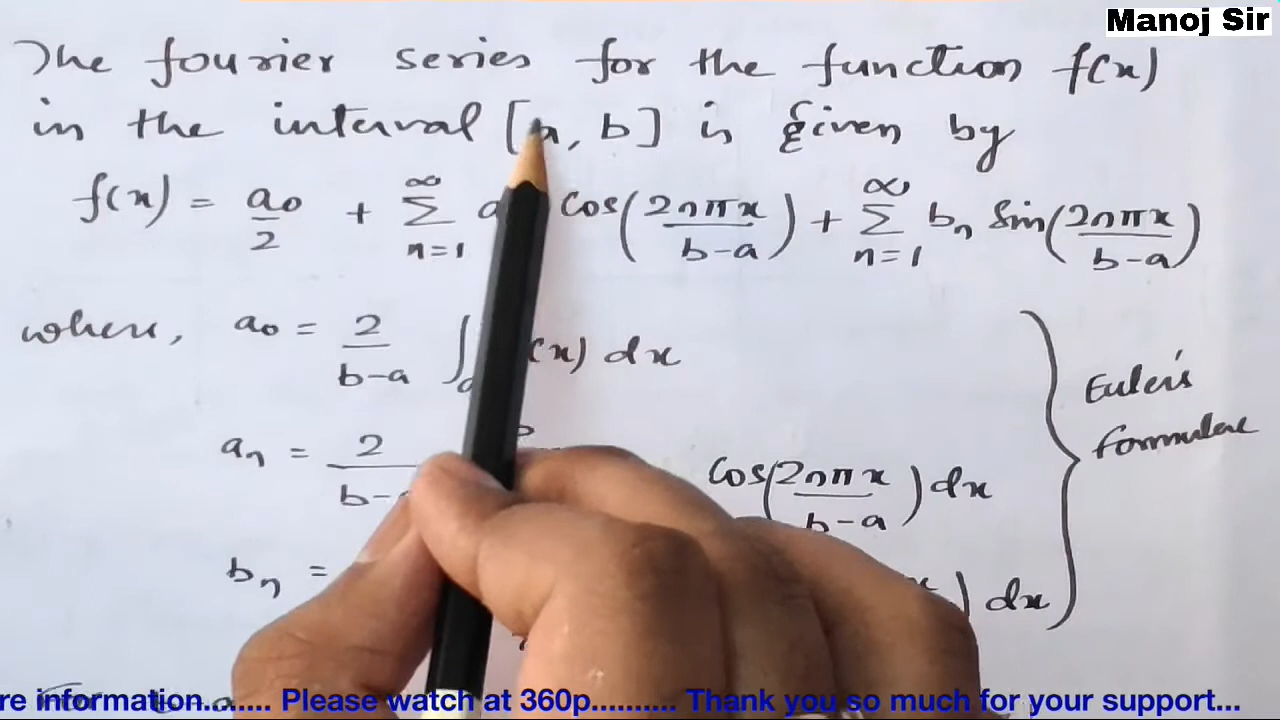 Manoj Sir
The fourier series for the function f(x)
in the interval [a, b] is given by
f(x) = a₀/2 + ∑ₙ₌₁^∞ a cos(2nπx/b-a) + ∑ₙ₌₁^∞ bₙ sin(2nπx/b-a)
where, a₀ = 2/b-a ∫ (x) dx
aₙ = 2/b- cos(2nπx/b-a) dx
Euler's
formulae
bₙ = ) dx
re information........ Please watch at 360p.......... Thank you so much for your support...